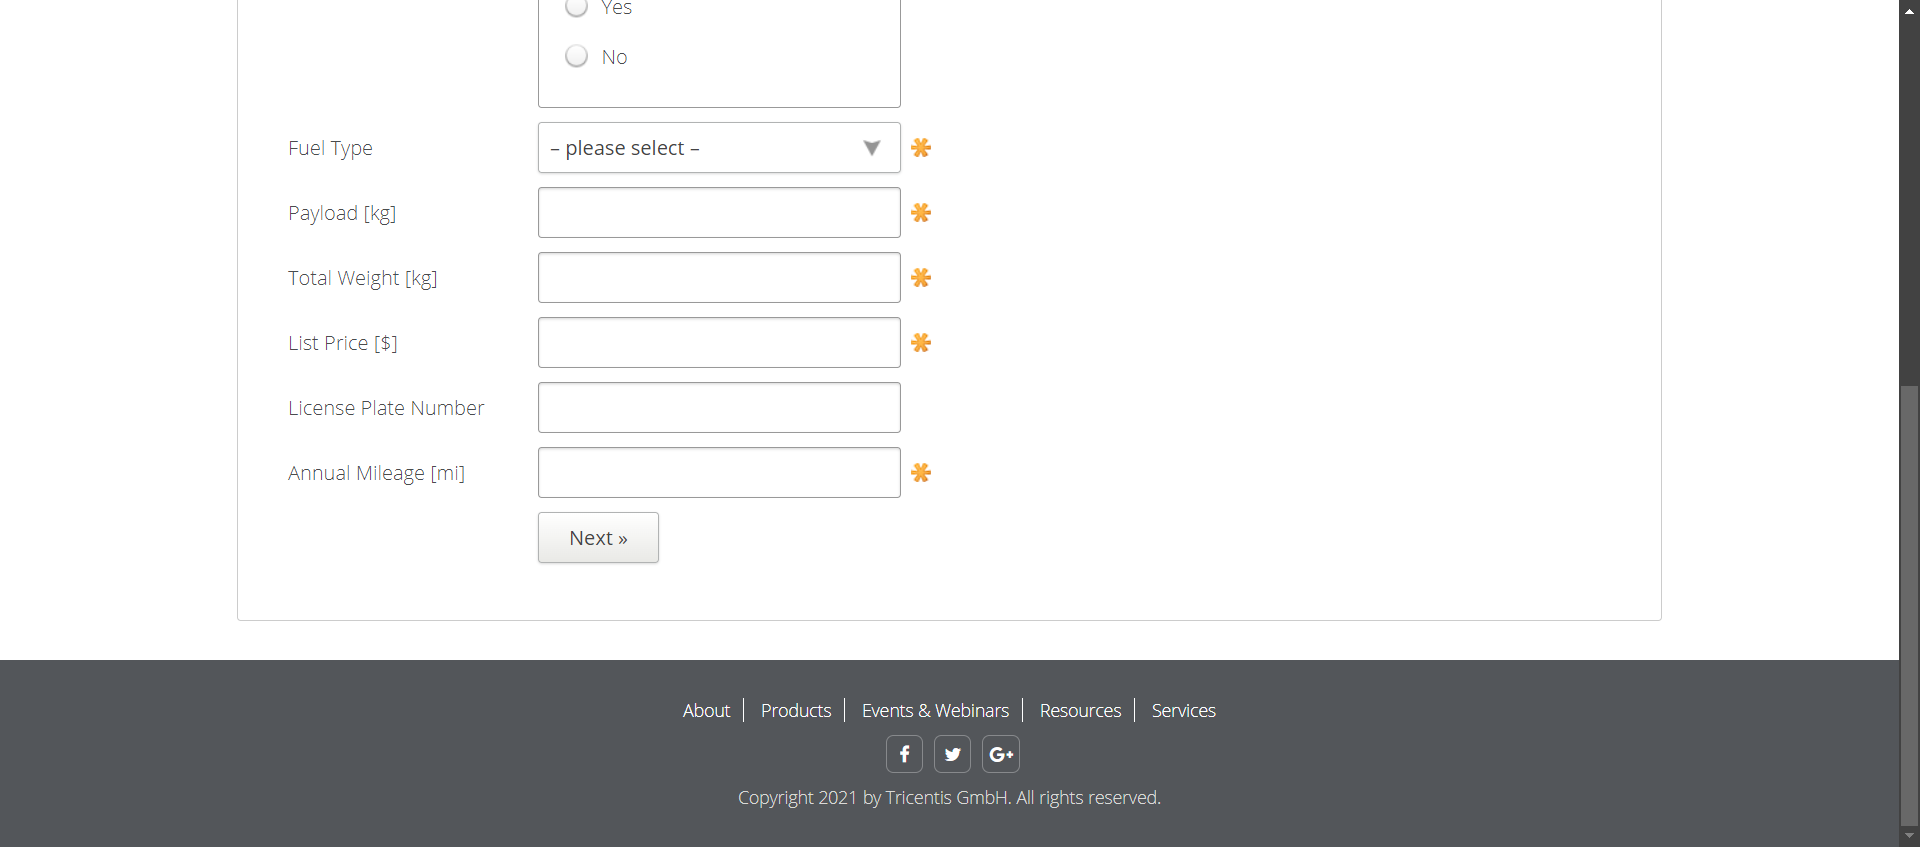 Yes
No
Fuel Type – please select –
Payload [kg]
Total Weight [kg]
List Price [$]
License Plate Number
Annual Mileage [mi]
Next »
About Products Events & Webinars Resources Services
f G+
Copyright 2021 by Tricentis GmbH. All rights reserved.